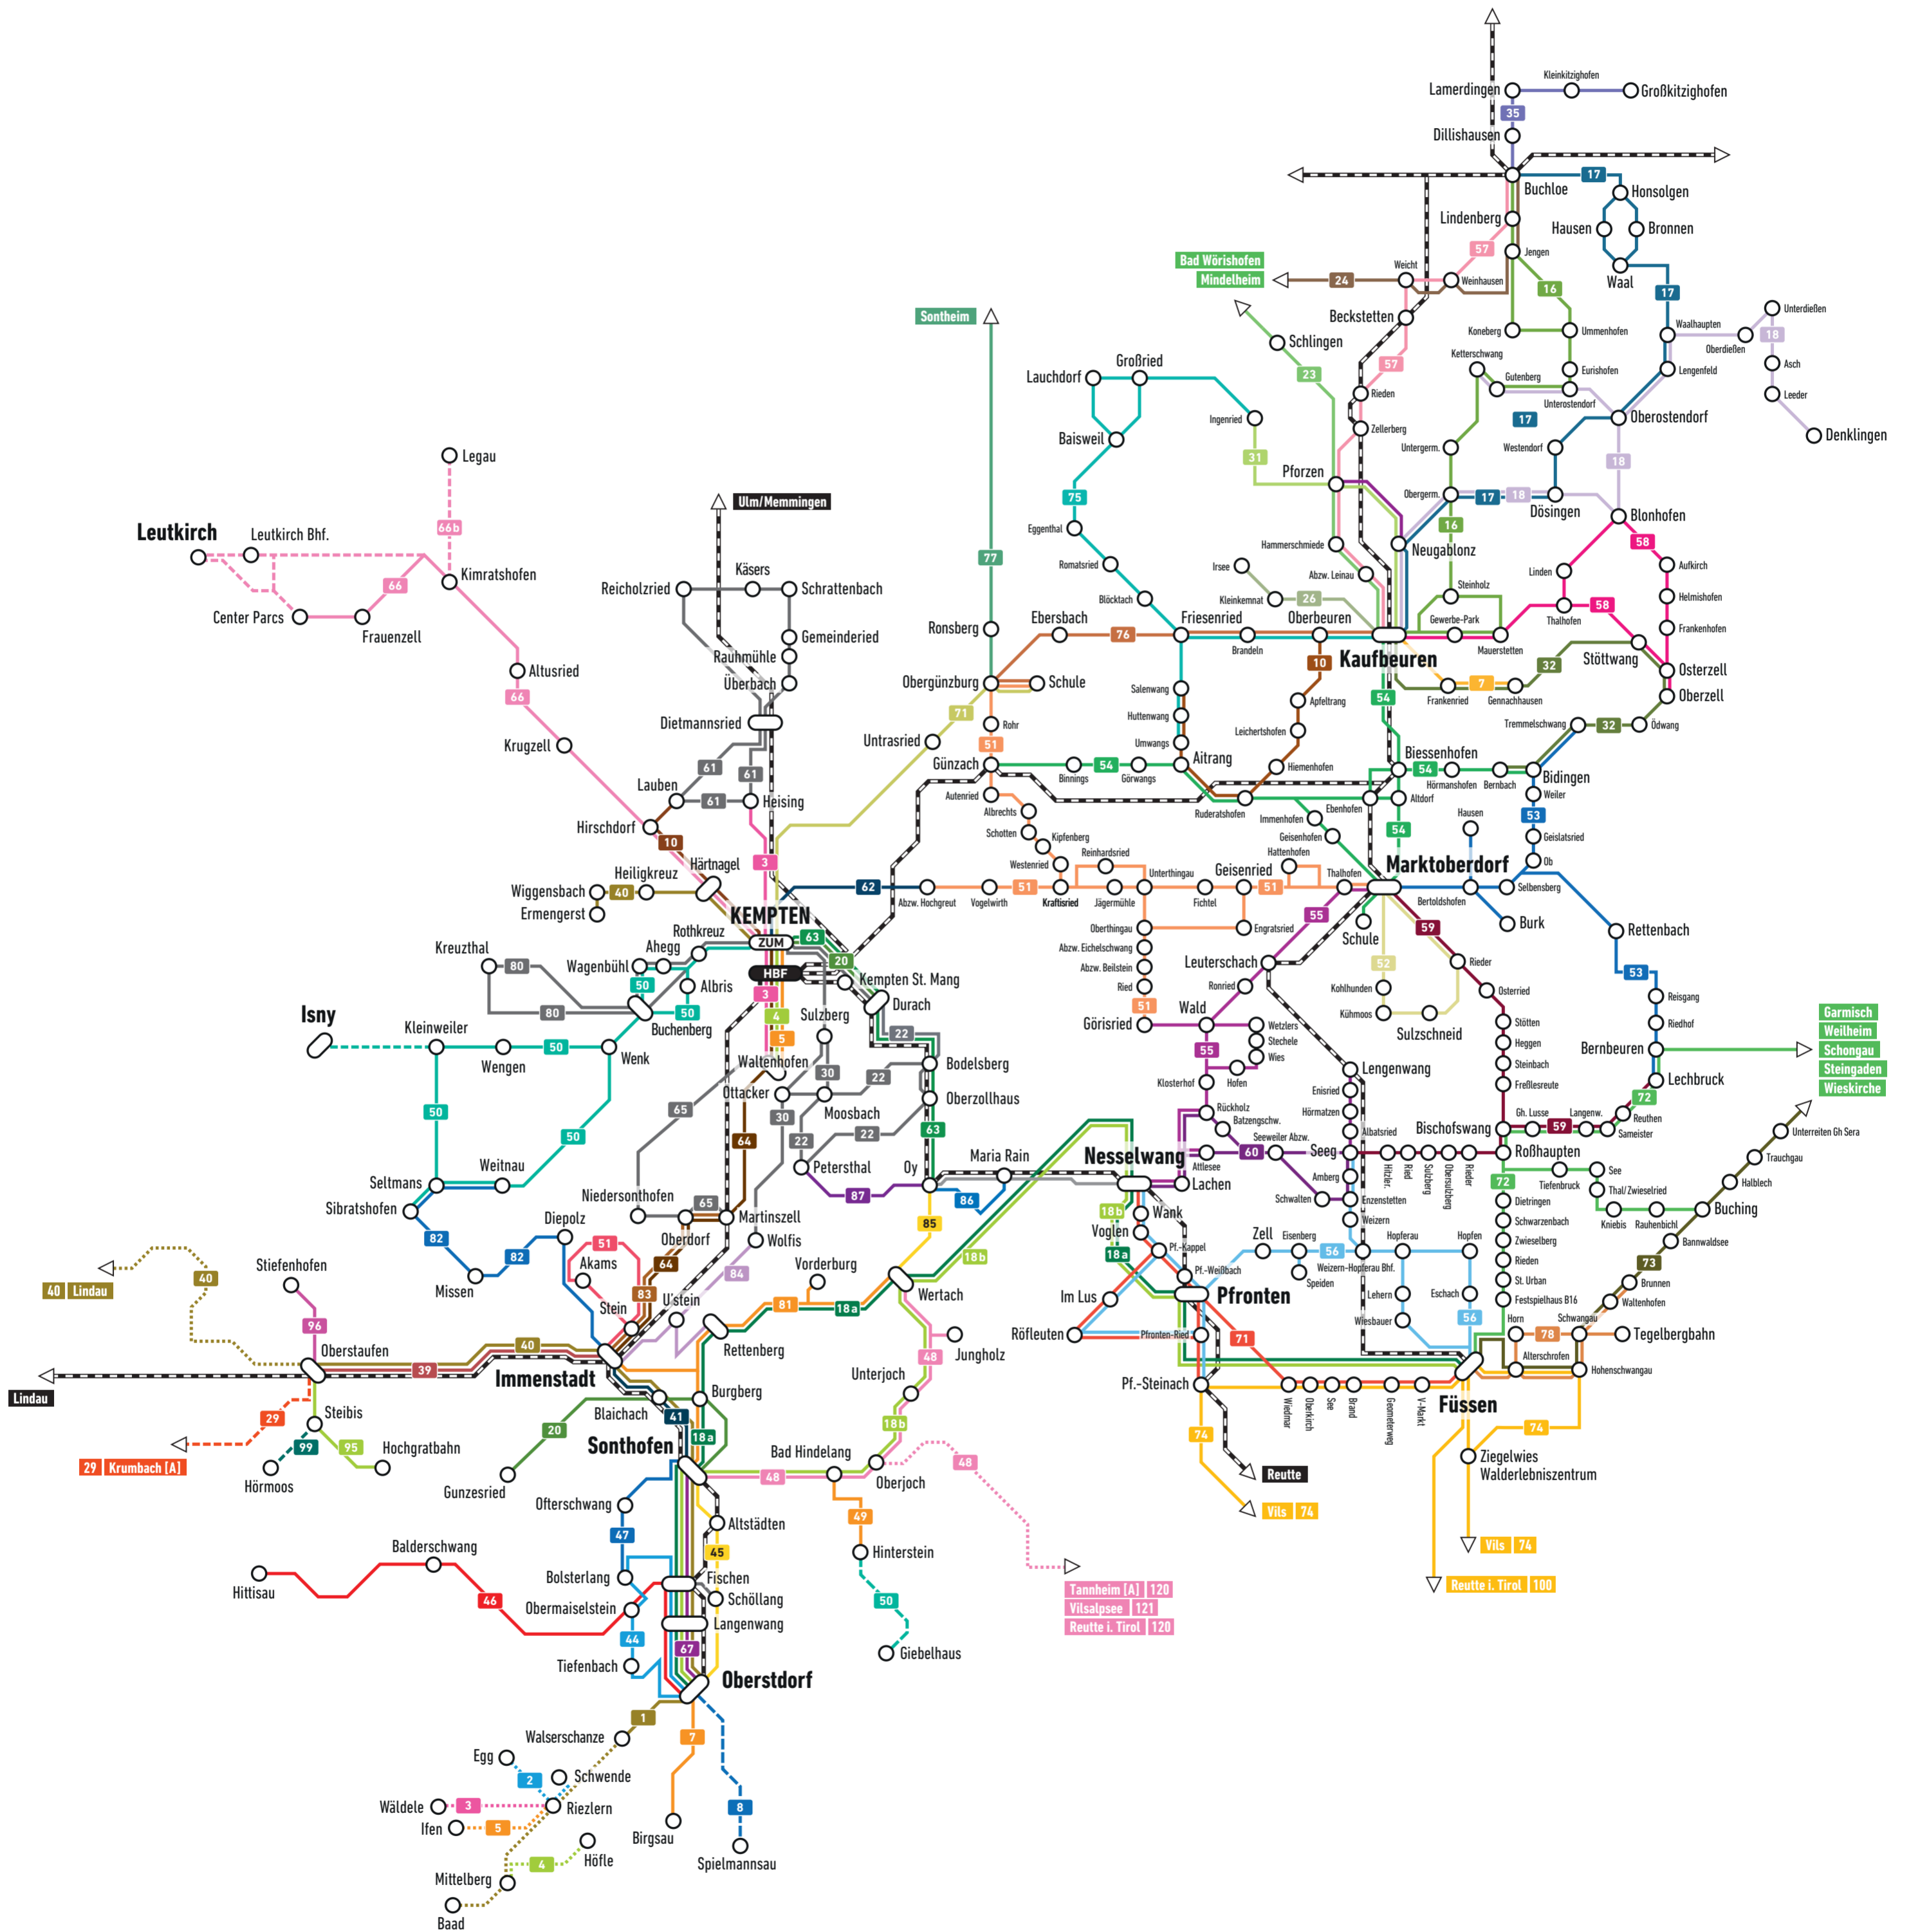 Lamerdingen
Kleinkitzighofen
Großkitzighofen
35
Dillishausen
Buchloe
17
Honsolgen
Lindenberg
Hausen
Bronnen
57
Jengen
Waal
Bad Wörishofen
Mindelheim
24
Weicht
Weinhausen
16
17
Sontheim
Beckstetten
Koneberg
Ummenhofen
Waalhaupten
Unterdießen
18
Oberdießen
Schlingen
23
57
Ketterschwang
Gutenberg
Eurishofen
Lengenfeld
Asch
Lauchdorf
Großried
Rieden
Unterostendorf
Leeder
Ingenried
Zellerberg
17
Oberostendorf
Denklingen
Baisweil
Untergerm.
Westendorf
31
Pforzen
18
Legau
75
Obergerm.
17
18
Dösingen
Ulm/Memmingen
Leutkirch
Leutkirch Bhf.
66b
Eggenthal
16
Blonhofen
58
77
Hammerschmiede
Neugablonz
Kimratshofen
Käsers
Reicholzried
Schrattenbach
Romatsried
Irsee
Abzw. Leinau
Steinholz
Linden
Aufkirch
66
Center Parcs
Frauenzell
Blöcktach
Kleinkemnat
26
58
Helmishofen
Gemeinderied
Ronsberg
Ebersbach
76
Friesenried
Oberbeuren
Gewerbe-Park
Thalhofen
Frankenhofen
Rauhmühle
Brandeln
Kaufbeuren
Mauerstetten
Stöttwang
Altusried
Überbach
Obergünzburg
Schule
10
32
Osterzell
66
Salenwang
54
7
Frankenried
Gennachhausen
Oberzell
Dietmannsried
71
Rohr
Huttenwang
Apfeltrang
Tremmelschwang
32
Ödwang
Krugzell
Untrasried
51
Umwangs
Leichertshofen
Biessenhofen
61
61
Günzach
Binnings
54
Görwangs
Aitrang
Hiemenhofen
54
Hörmanshofen
Bernbach
Bidingen
Lauben
61
Heising
Autenried
Ruderatshofen
Ebenhofen
Altdorf
Weiler
Hirschdorf
Albrechts
Immenhofen
Hausen
53
10
Schotten
Kipfenberg
Geisenhofen
54
Geislatsried
3
Westenried
Reinhardsried
Hattenhofen
Marktoberdorf
Ob
Heiligkreuz
Härtnagel
Unterthingau
Geisenried
Thalhofen
Wiggensbach
40
62
Abzw. Hochgreut
Vogelwirth
51
Kraftisried
Jägermühle
Fichtel
51
Bertoldshofen
Selbensberg
Ermengerst
KEMPTEN
55
Schule
59
Burk
Rothkreuz
ZUM
63
Oberthingau
Engratsried
Rettenbach
Kreuzthal
Ahegg
20
Abzw. Eichelschwang
80
Wagenbühl
HBF
Kempten St. Mang
Abzw. Beilstein
Leuterschach
52
Rieder
53
50
Albris
3
Ried
Ronried
Kohlhunden
Osterried
Reisgang
80
50
Durach
51
Isny
Buchenberg
4
Sulzberg
Görisried
Wald
Wetzlers
Kühmoos
Sulzschneid
Stötten
Riedhof
Garmisch
Weilheim
Kleinweiler
5
22
Stechele
Heggen
Bernbeuren
Schongau
Wengen
50
Wenk
Waltenhofen
Bodelsberg
55
Wies
Lengenwang
Steinbach
Steingaden
30
22
Klosterhof
Hofen
Enisried
Freßlesreute
Lechbruck
Wieskirche
50
65
Ottacker
30
Moosbach
Oberzollhaus
Rückholz
Hörmatzen
72
50
64
22
22
63
Batzengschw.
Albatsried
Bischofswang
Gh. Lusse
59
Langenw.
Reuthen
Sameister
Unterreiten Gh Sera
Maria Rain
Nesselwang
Attlesee
60
Seeweiler Abzw.
Seeg
Hitzler.
Ried
Sulzberg
Obersulzberg
Rieder
Roßhaupten
Trauchgau
Weitnau
Petersthal
Oy
Lachen
Amberg
72
Tiefenbruck
See
Halblech
Seltmans
Niedersonthofen
65
87
86
Schwalten
Enzenstetten
Dietringen
Thal/ Zwieselried
Sibratshofen
Martinszell
85
18b
Wank
Weizern
Schwarzenbach
Kniebis
Rauhenbichl
Buching
82
82
Diepolz
51
Oberdorf
Wolfis
18b
Voglen
18a
Pf.-Kappel
Zell
Eisenberg
56
Hopferau
Hopfen
Zwieselberg
Bannwaldsee
Akams
64
84
Vorderburg
Pf.-Weißbach
Speiden
Weizern-Hopferau Bhf.
Rieden
73
Missen
83
81
18a
Wertach
Im Lus
Pfronten
Lehern
Eschach
St. Urban
Brunnen
40
Lindau
40
Stiefenhofen
Stein
U'stein
Wiesbauer
56
Festspielhaus B16
Waltenhofen
96
Röfleuten
Pfronten-Ried
71
Horn
78
Schwangau
Tegelbergbahn
Oberstaufen
40
Rettenberg
48
Jungholz
Alterschrofen
Hohenschwangau
39
Immenstadt
Unterjoch
Pf.-Steinach
Lindau
Burgberg
Wiedmar
Oberkirch
See
Brand
Geometerweg
V-Markt
Füssen
Steibis
Blaichach
41
18b
74
74
29
99
95
Hochgratbahn
20
18a
29
Krumbach [A]
Hörmoos
Sonthofen
Bad Hindelang
48
Ziegelwies
Walderlebniszentrum
Gunzesried
48
Oberjoch
Reutte
Ofterschwang
49
Vils
74
47
Altstädten
Vils
74
Balderschwang
45
Hinterstein
Hittisau
Bolsterlang
Fischen
Tannheim [A]
120
Reutte i. Tirol
100
46
Schöllang
50
Vilsalpsee
121
Obermaiselstein
Langenwang
Reutte i. Tirol
120
44
67
Giebelhaus
Tiefenbach
Oberstdorf
1
Walserschanze
7
Egg
2
Schwende
Wäldele
3
Riezlern
8
Ifen
5
Birgsau
4
Höfle
Spielmannsau
Mittelberg
Baad